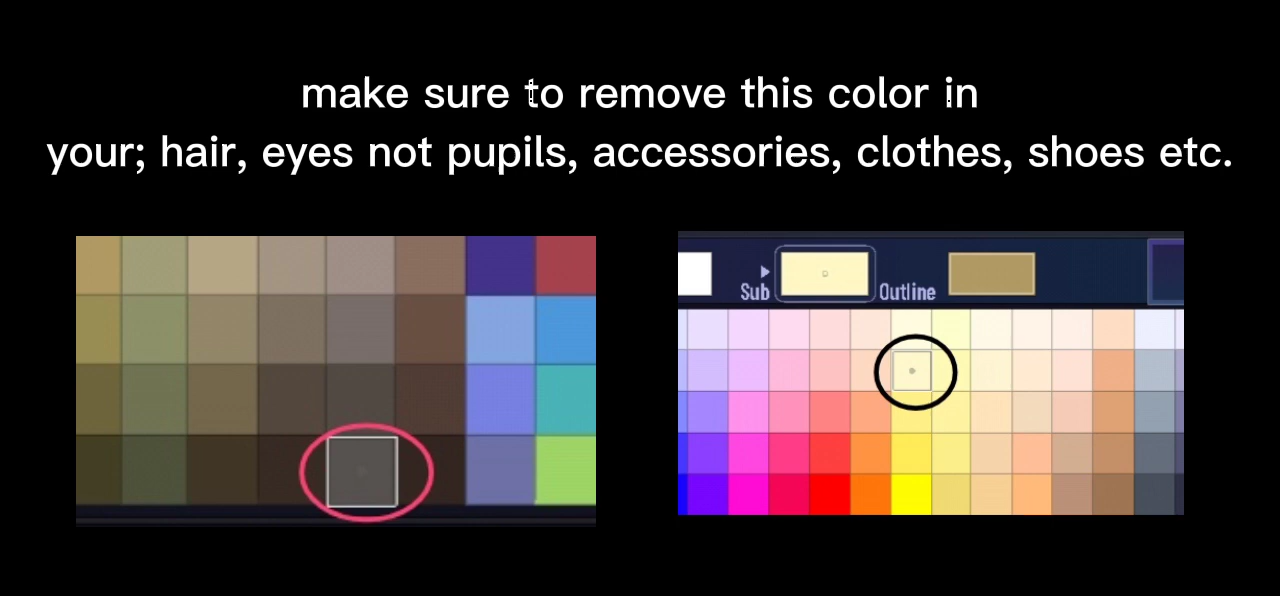 make sure to remove this color in
your; hair, eyes not pupils, accessories, clothes, shoes etc.
Sub
Outline